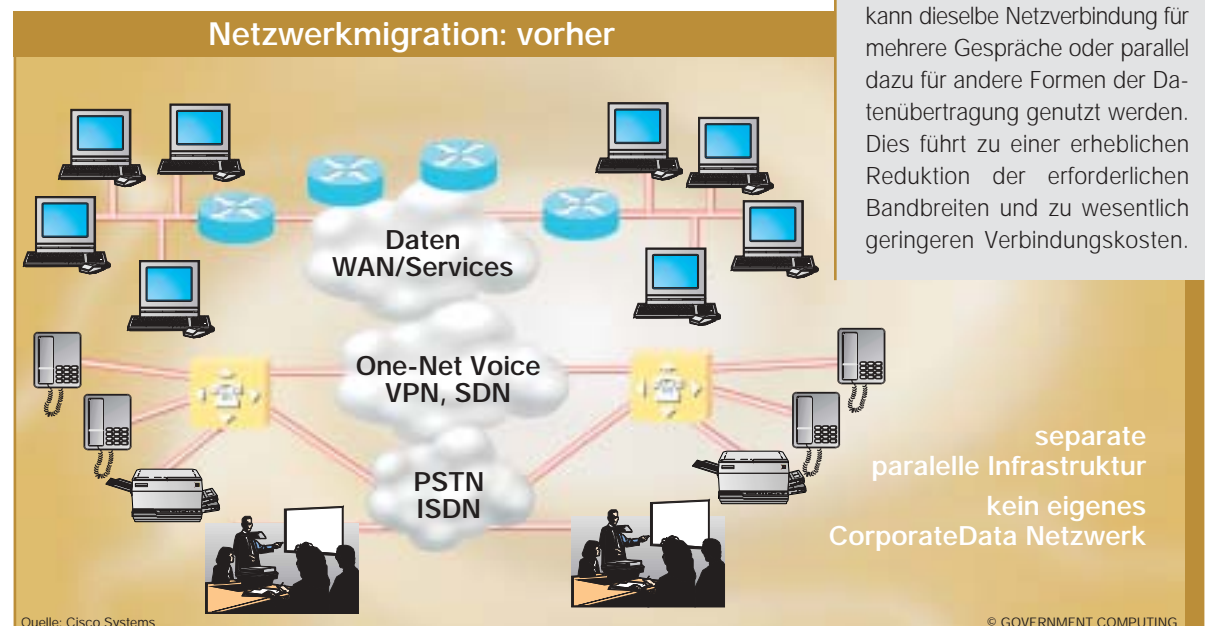 kann dieselbe Netzverbindung für
mehrere Gespräche oder parallel
dazu für andere Formen der Da-
tenübertragung genutzt werden.
Dies führt zu einer erheblichen
Reduktion der erforderlichen
Bandbreiten und zu wesentlich
geringeren Verbindungskosten.
Netzwerkmigration: vorher
Daten
WAN/Services
One-Net Voice
VPN, SDN
PSTN
ISDN
separate
paralelle Infrastruktur
kein eigenes
CorporateData Netzwerk
Quelle: Cisco Systems
© GOVERNMENT COMPUTING